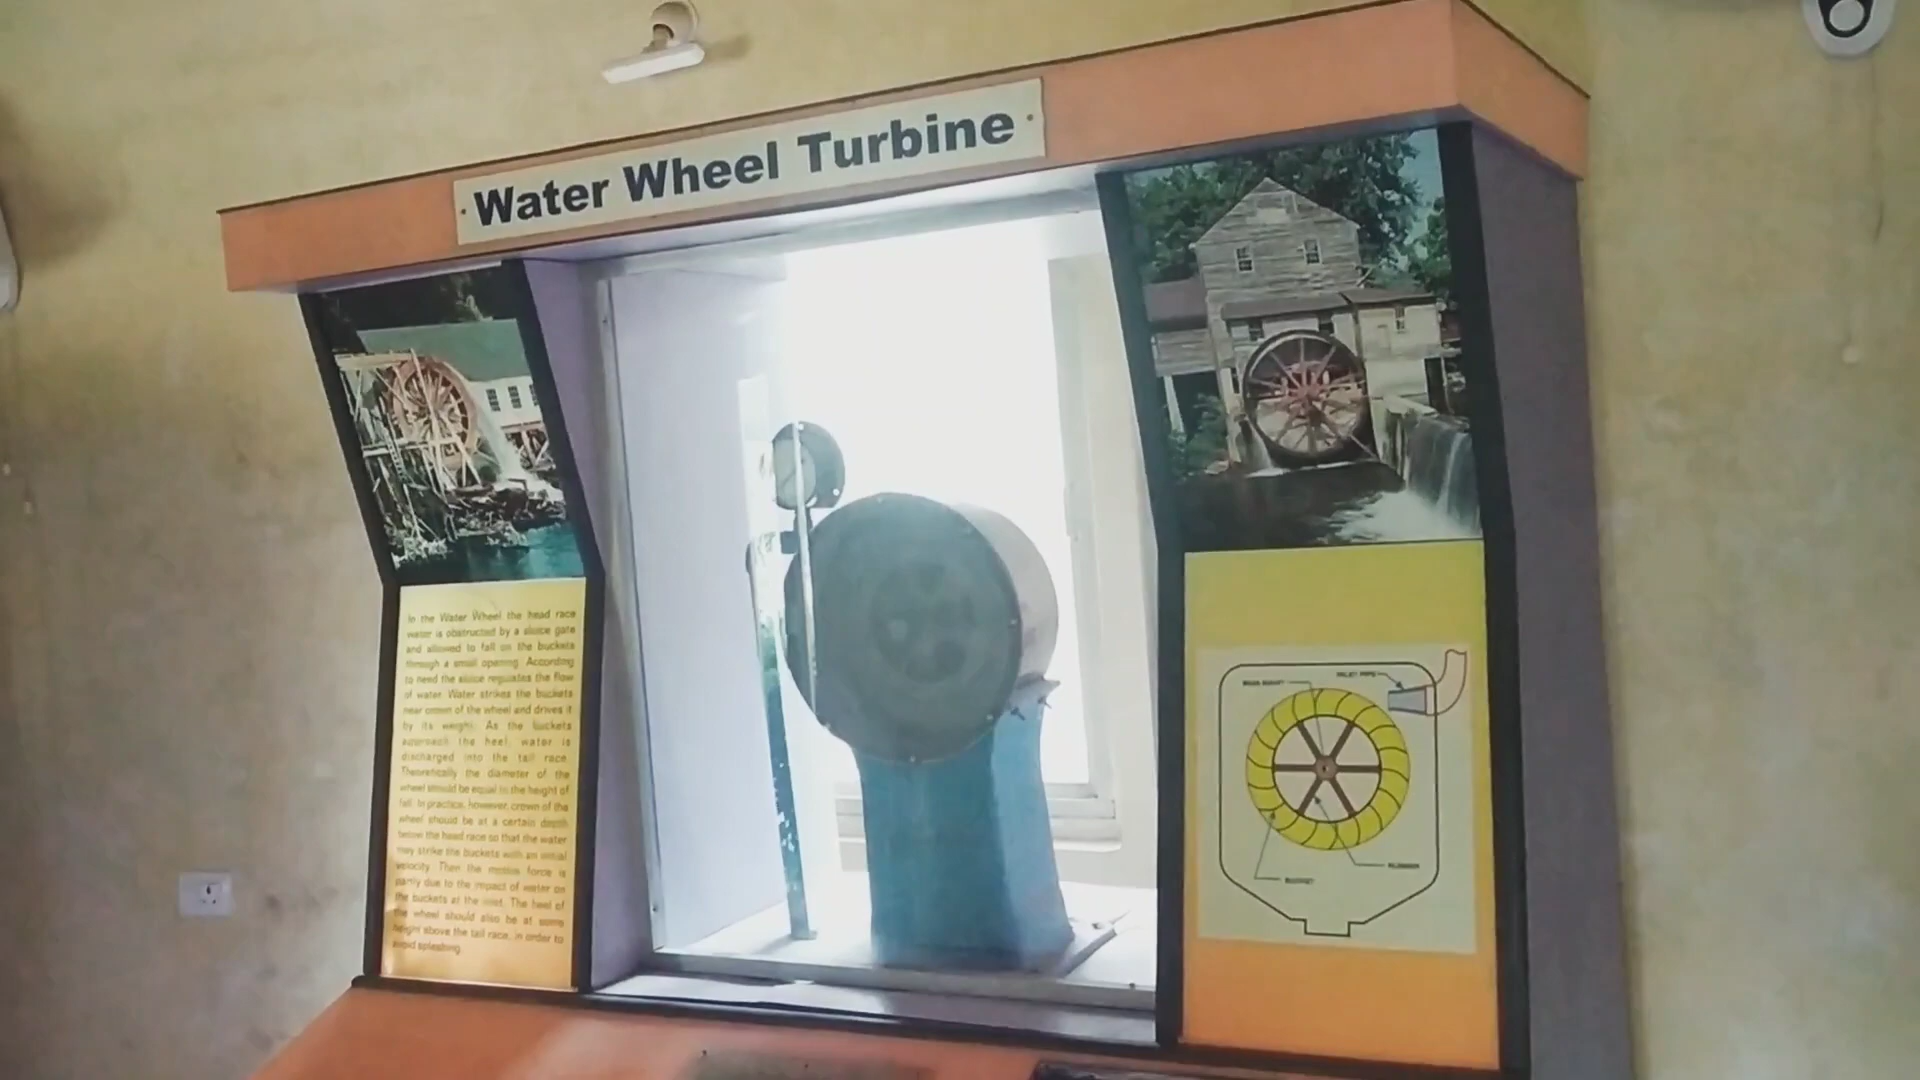 Water Wheel Turbine
In the Water Wheel the head race
water is obstructed by a sluice gate
and allowed to fall on the buckets
through a small opening. According
to need the sluice regulates the flow
of water. Water strikes the buckets
near crown of the wheel and drives it
by its weight. As the buckets
approach the heel, water is
discharged into the tail race.
Theoretically the diameter of the
wheel should be equal to the height of
fall. In practice, however, crown of the
wheel should be at a certain depth
below the head race so that the water
may strike the buckets with an initial
velocity. Then the motive force is
partly due to the impact of water on
the buckets at the inlet. The heel of
the wheel should also be at some
height above the tail race, in order to
avoid splashing.
INLET PIPE
BUCKET